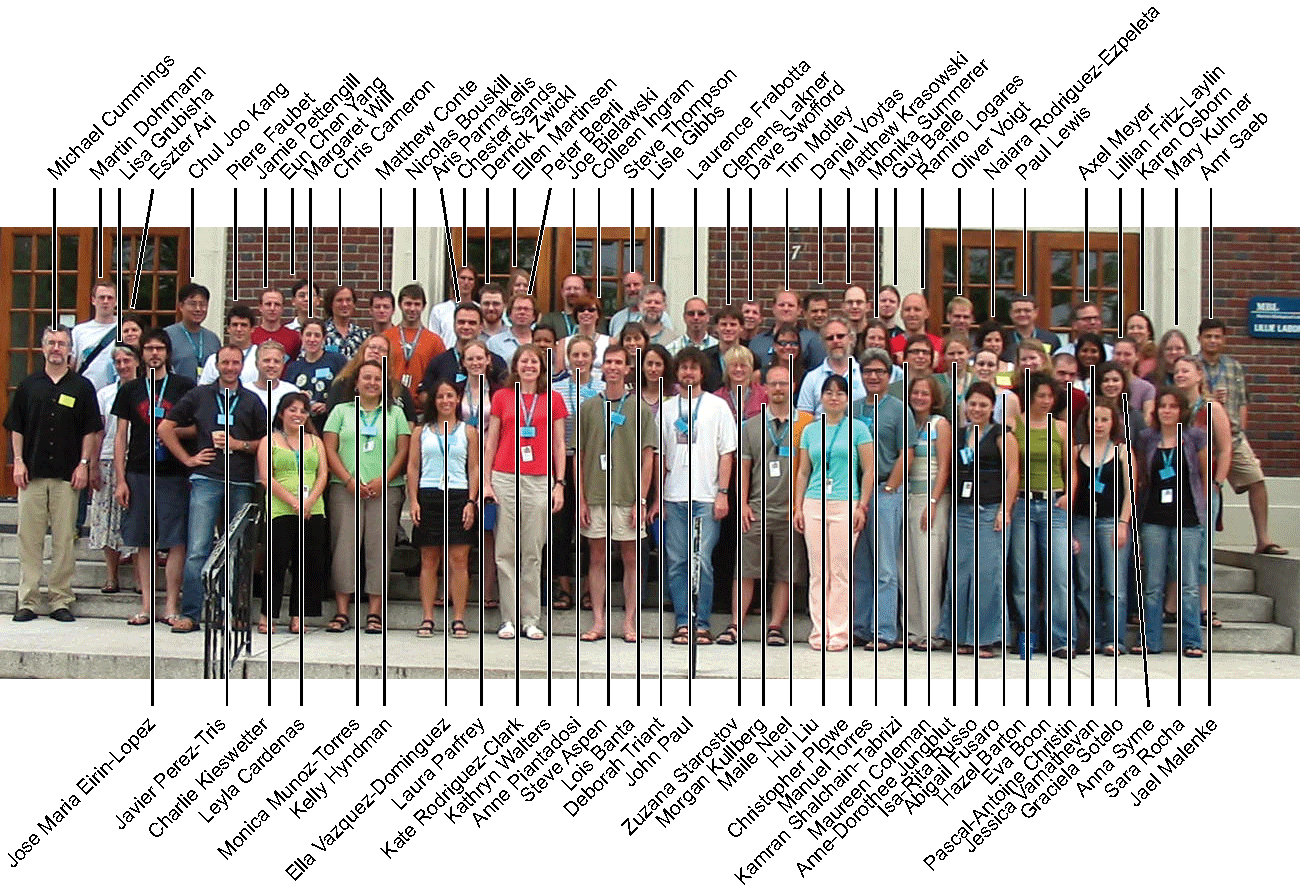 Michael Cummings
Martin Dohrmann
Lisa Grubisha
Eszter Ari
Chul Joo Kang
Piere Faubet
Jamie Pettengill
Eun Chen Yang
Margaret Will
Chris Cameron
Matthew Conte
Nicolas Bouskill
Aris Parmakelis
Chester Sands
Derrick Zwickl
Ellen Martinsen
Peter Beerli
Joe Bielawski
Colleen Ingram
Steve Thompson
Lisle Gibbs
Laurence Frabotta
Clemens Lakner
Dave Swofford
Tim Motley
Daniel Voytas
Matthew Krasowski
Monika Summerer
Guy Baele
Ramiro Logares
Oliver Voigt
Naiara Rodriguez-Ezpeleta
Paul Lewis
Axel Meyer
Lillian Fritz-Laylin
Karen Osborn
Mary Kuhner
Amr Saeb
7
MBL
LILLIE LABOR
Jose Maria Eirin-Lopez
Javier Perez-Tris
Charlie Kieswetter
Leyla Cardenas
Monica Munoz-Torres
Kelly Hyndman
Ella Vazquez-Dominguez
Laura Parfrey
Kate Rodriguez-Clark
Kathryn Walters
Anne Piantadosi
Steve Aspen
Lois Banta
Deborah Triant
John Paul
Zuzana Starostov
Morgan Kullberg
Maile Neel
Hui Liu
Christopher Plowe
Manuel Torres
Kamran Shalchain-Tabrizi
Maureen Coleman
Anne-Dorothee Jungblut
Isa-Rita Russo
Abigail Fusaro
Hazel Barton
Eva Boon
Pascal-Antoine Christin
Jessica Vamathevan
Graciela Sotelo
Anna Syme
Sara Rocha
Jael Malenke